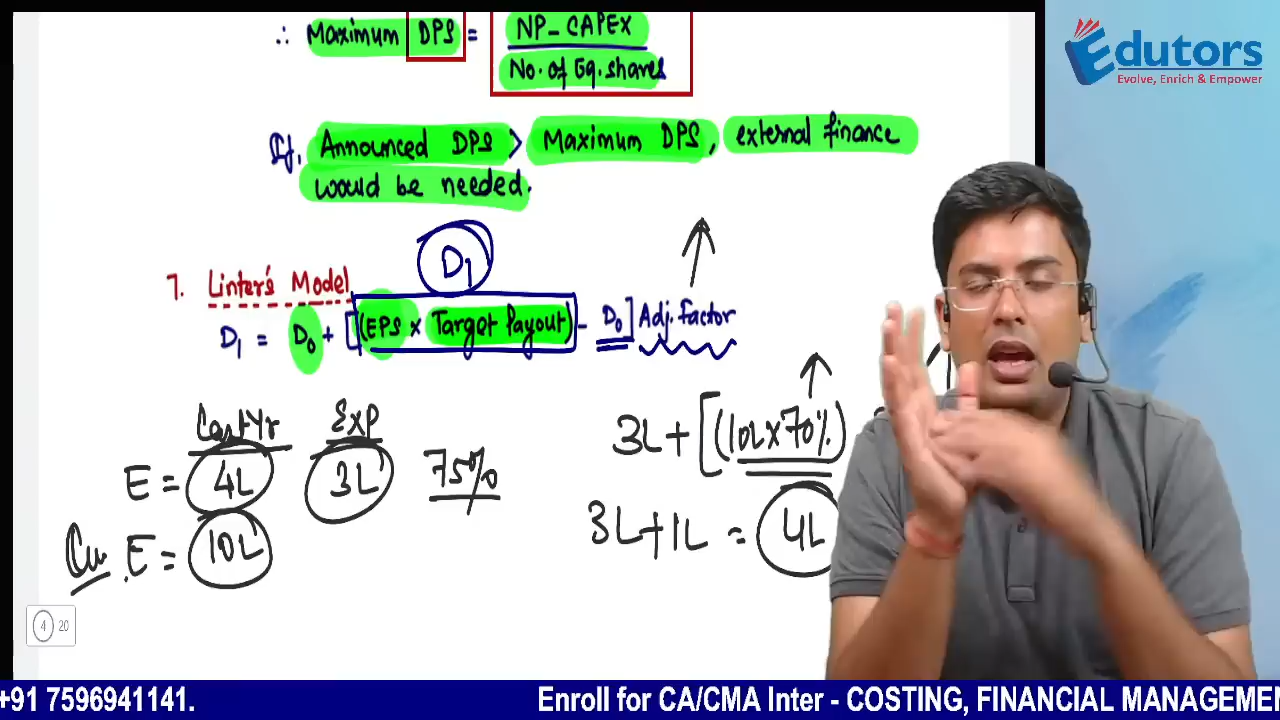 ∴ Maximum DPS = NP - CAPEX
No. of Eq. shares
If, Announced DPS > Maximum DPS, external finance
would be needed.
D₁
7. Linter's Model
D₁ = D₀ + [(EPS × Target Payout) - D₀] Adj. factor
Last Yr Exp
E = 4L 3L 75%
Cu. E = 10L
3L + [(10L × 70%)
3L + 1L = 4L
4 20
Edutors
Evolve, Enrich & Empower
+91 7596941141. Enroll for CA/CMA Inter - COSTING, FINANCIAL MANAGEMEN